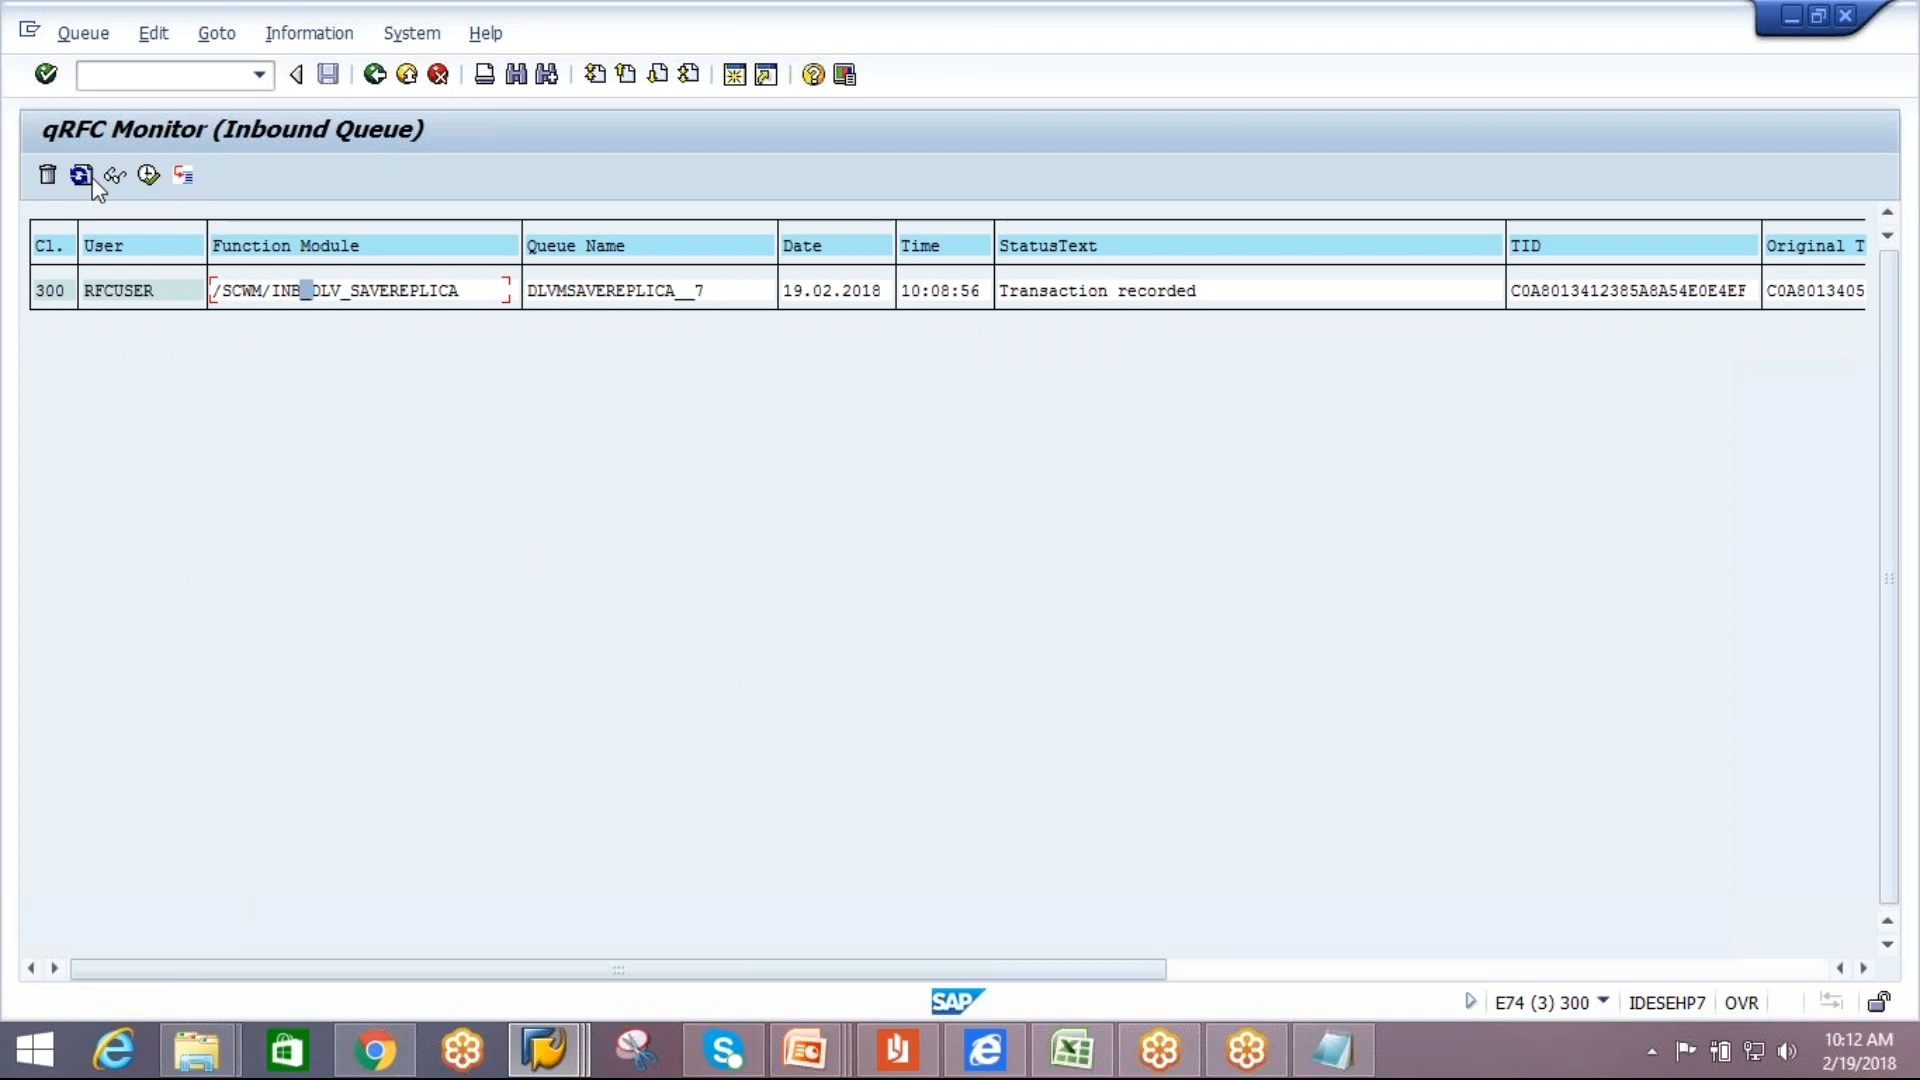 Queue Edit Goto Information System Help
qRFC Monitor (Inbound Queue)
Cl. User Function Module Queue Name Date Time StatusText TID Original T
300 RFCUSER /SCWM/INB_DLV_SAVEREPLICA DLVMSAVEREPLICA__7 19.02.2018 10:08:56 Transaction recorded C0A8013412385A8A54E0E4EF C0A8013405
SAP E74 (3) 300 IDESEHP7 OVR
10:12 AM
2/19/2018